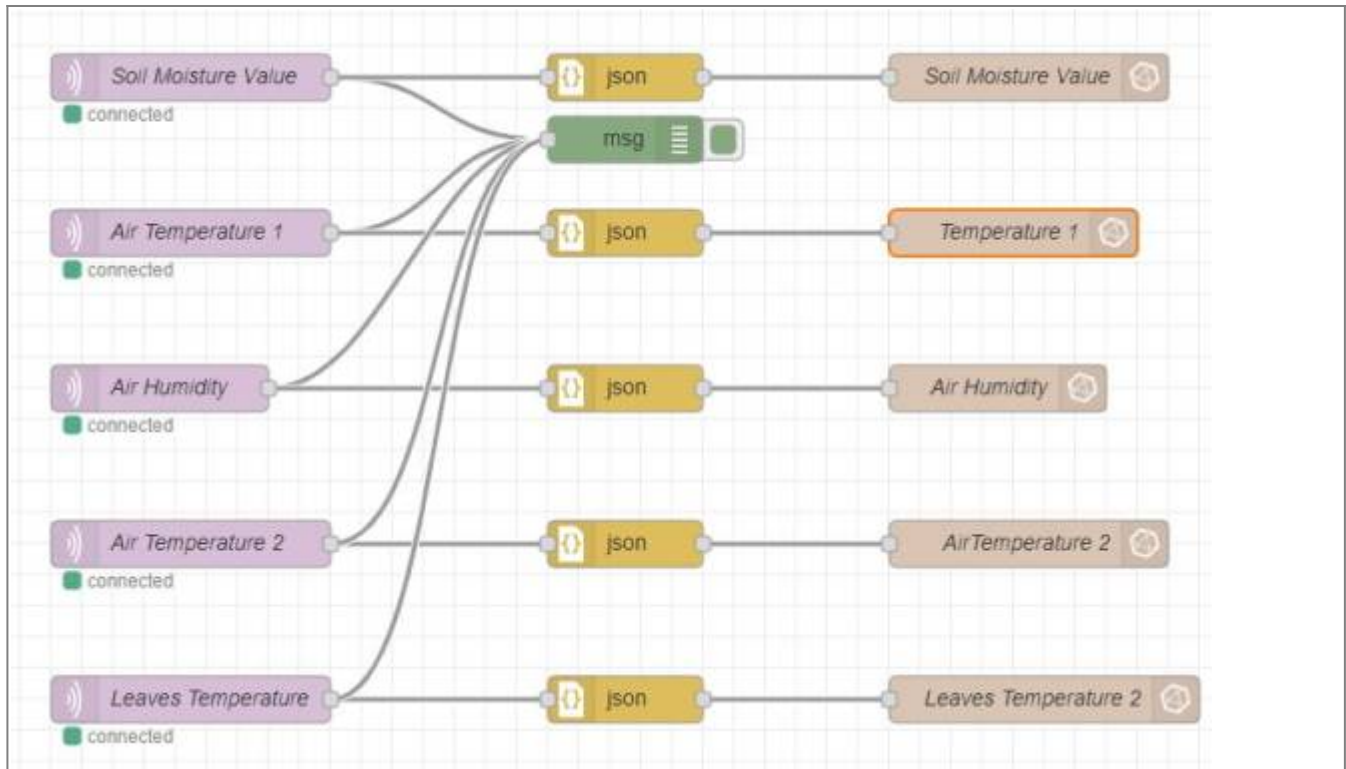 Soil Moisture Value json Soil Moisture Value
connected
msg
Air Temperature 1 json Temperature 1
connected
Air Humidity json Air Humidity
connected
Air Temperature 2 json AirTemperature 2
connected
Leaves Temperature json Leaves Temperature 2
connected